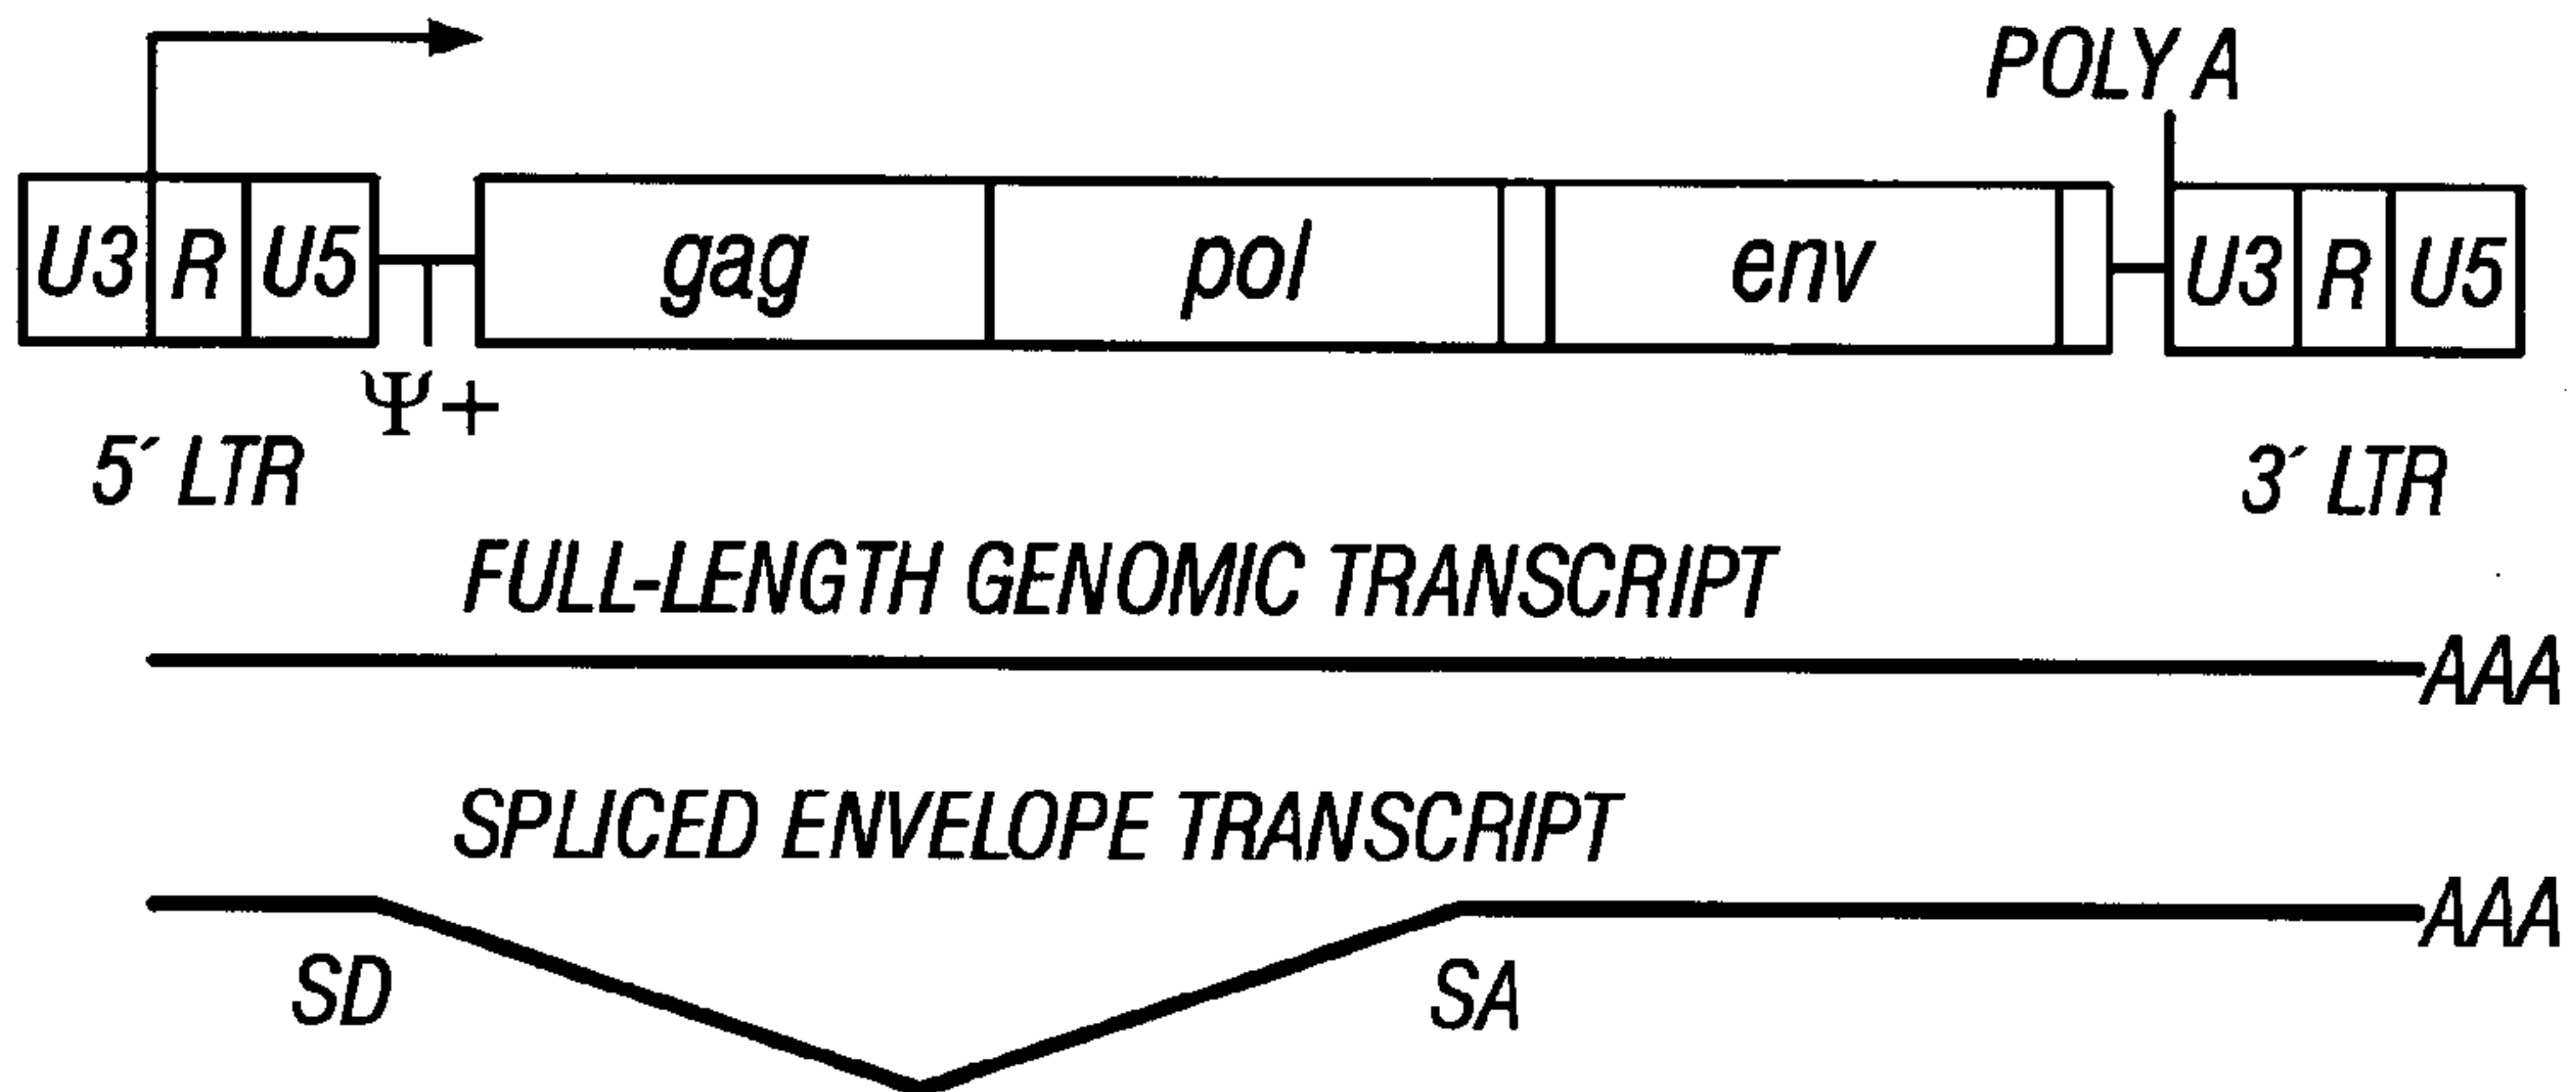 POLY A
U3 R U5 gag pol env U3 R U5
Ψ+
5´ LTR 3´ LTR
FULL-LENGTH GENOMIC TRANSCRIPT
AAA
SPLICED ENVELOPE TRANSCRIPT
AAA
SD SA